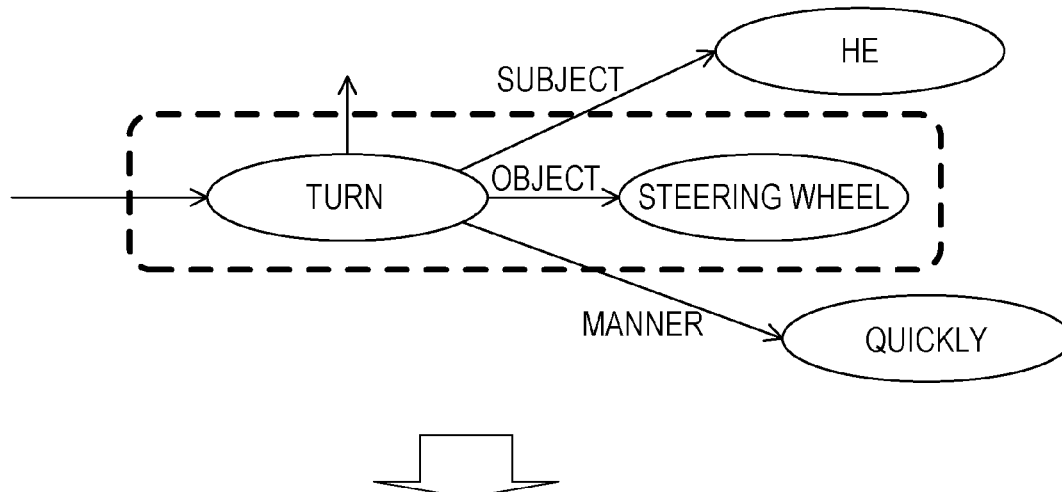 HE
SUBJECT
TURN
OBJECT
STEERING WHEEL
MANNER
QUICKLY